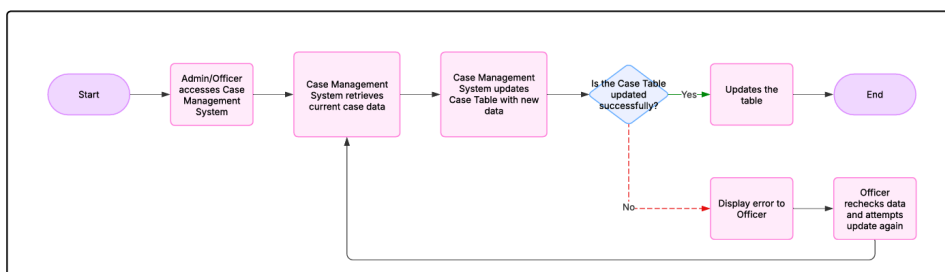 Start
Admin/Officer
accesses Case
Management
System
Case Management
System retrieves
current case data
Case Management
System updates
Case Table with new
data
Is the Case Table
updated
successfully?
Yes
Updates the
table
End
No
Display error to
Officer
Officer
rechecks data
and attempts
update again